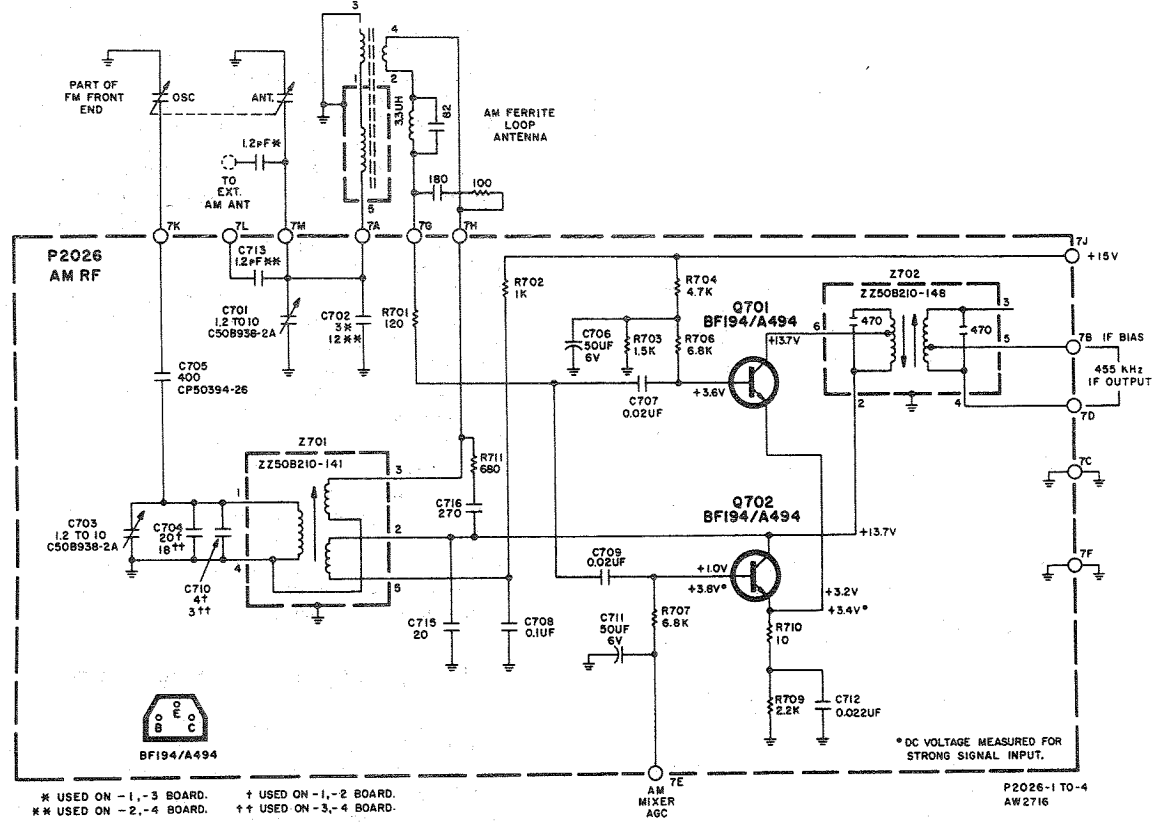 3
4
PART OF
FM FRONT
END
OSC
ANT.
1
2
3.3UH
82
AM FERRITE
LOOP
ANTENNA
1.2pF*
TO
EXT.
AM ANT
180
100
5
7K
7L
7M
7A
7G
7H
7J
+15V
P2026
AM RF
C713
1.2pF**
C701
1.2 TO 10
C50B938-2A
C702
3*
12**
R701
120
R702
1K
R704
4.7K
C706
50UF
6V
R703
1.5K
R706
6.8K
Q701
BF194/A494
+13.7V
6
Z702
ZZ50B210-148
470
470
3
5
2
4
7B
IF BIAS
455 KHz
IF OUTPUT
7D
C705
400
CP50394-26
C707
0.02UF
+3.6V
7C
Z701
ZZ50B210-141
R711
680
C716
270
3
1
2
4
5
C703
1.2 TO 10
C50B938-2A
C704
20†
18††
C710
4†
3††
Q702
BF194/A494
+13.7V
C709
0.02UF
+1.0V
+3.8V*
7F
+3.2V
+3.4V*
C715
20
C708
0.1UF
C711
50UF
6V
R707
6.8K
R710
10
R709
2.2K
C712
0.022UF
E
B C
BF194/A494
* DC VOLTAGE MEASURED FOR
STRONG SIGNAL INPUT.
7E
AM
MIXER
AGC
* USED ON -1,-3 BOARD.
† USED ON -1,-2 BOARD.
** USED ON -2,-4 BOARD.
†† USED ON -3,-4 BOARD.
P2026-1 TO-4
AW2716